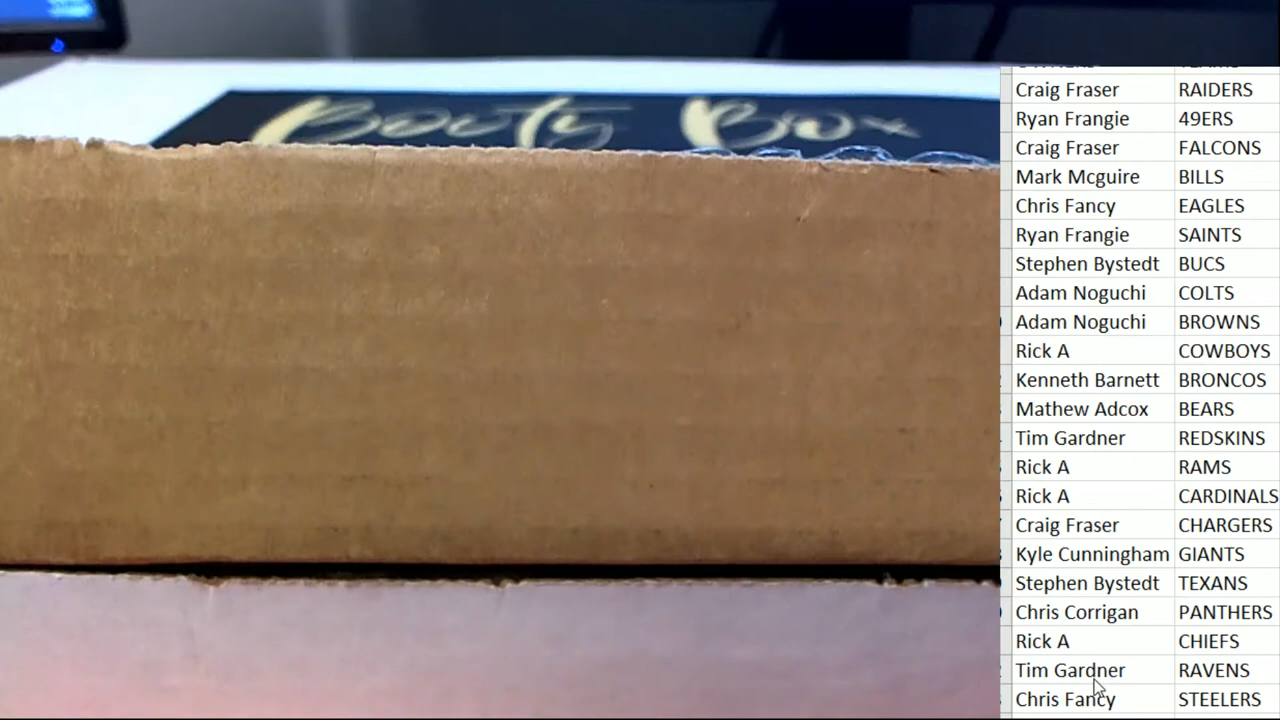 Booty Box
Craig Fraser RAIDERS
Ryan Frangie 49ERS
Craig Fraser FALCONS
Mark Mcguire BILLS
Chris Fancy EAGLES
Ryan Frangie SAINTS
Stephen Bystedt BUCS
Adam Noguchi COLTS
Adam Noguchi BROWNS
Rick A COWBOYS
Kenneth Barnett BRONCOS
Mathew Adcox BEARS
Tim Gardner REDSKINS
Rick A RAMS
Rick A CARDINALS
Craig Fraser CHARGERS
Kyle Cunningham GIANTS
Stephen Bystedt TEXANS
Chris Corrigan PANTHERS
Rick A CHIEFS
Tim Gardner RAVENS
Chris Fancy STEELERS